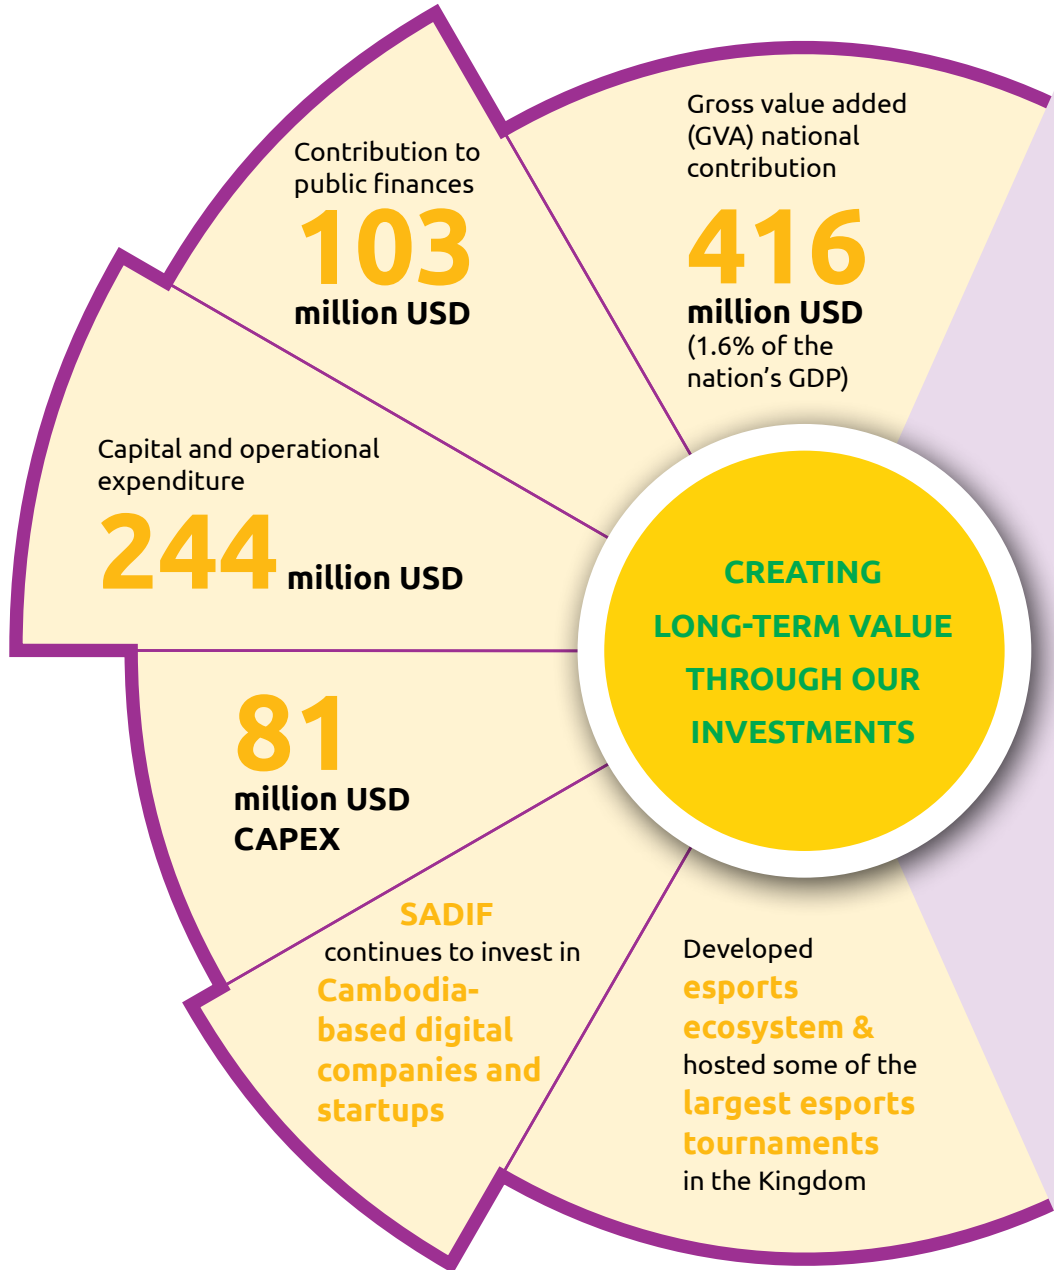 Gross value added
(GVA) national
contribution
416
million USD
(1.6% of the
nation’s GDP)
Contribution to
public finances
103
million USD
Capital and operational
expenditure
244 million USD
81
million USD
CAPEX
SADIF
continues to invest in
Cambodia-
based digital
companies and
startups
Developed
esports
ecosystem &
hosted some of the
largest esports
tournaments
in the Kingdom
CREATING
LONG-TERM VALUE
THROUGH OUR
INVESTMENTS